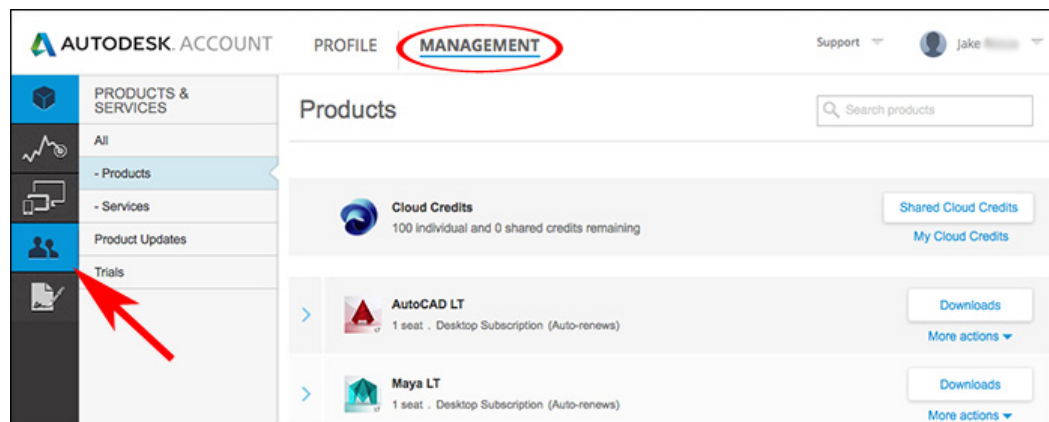 AUTODESK. ACCOUNT
PROFILE
MANAGEMENT
Support
Jake
PRODUCTS &
SERVICES
All
- Products
- Services
Product Updates
Trials
Products
Search products
Cloud Credits
100 individual and 0 shared credits remaining
Shared Cloud Credits
My Cloud Credits
AutoCAD LT
1 seat . Desktop Subscription (Auto-renews)
Downloads
More actions
Maya LT
1 seat . Desktop Subscription (Auto-renews)
Downloads
More actions